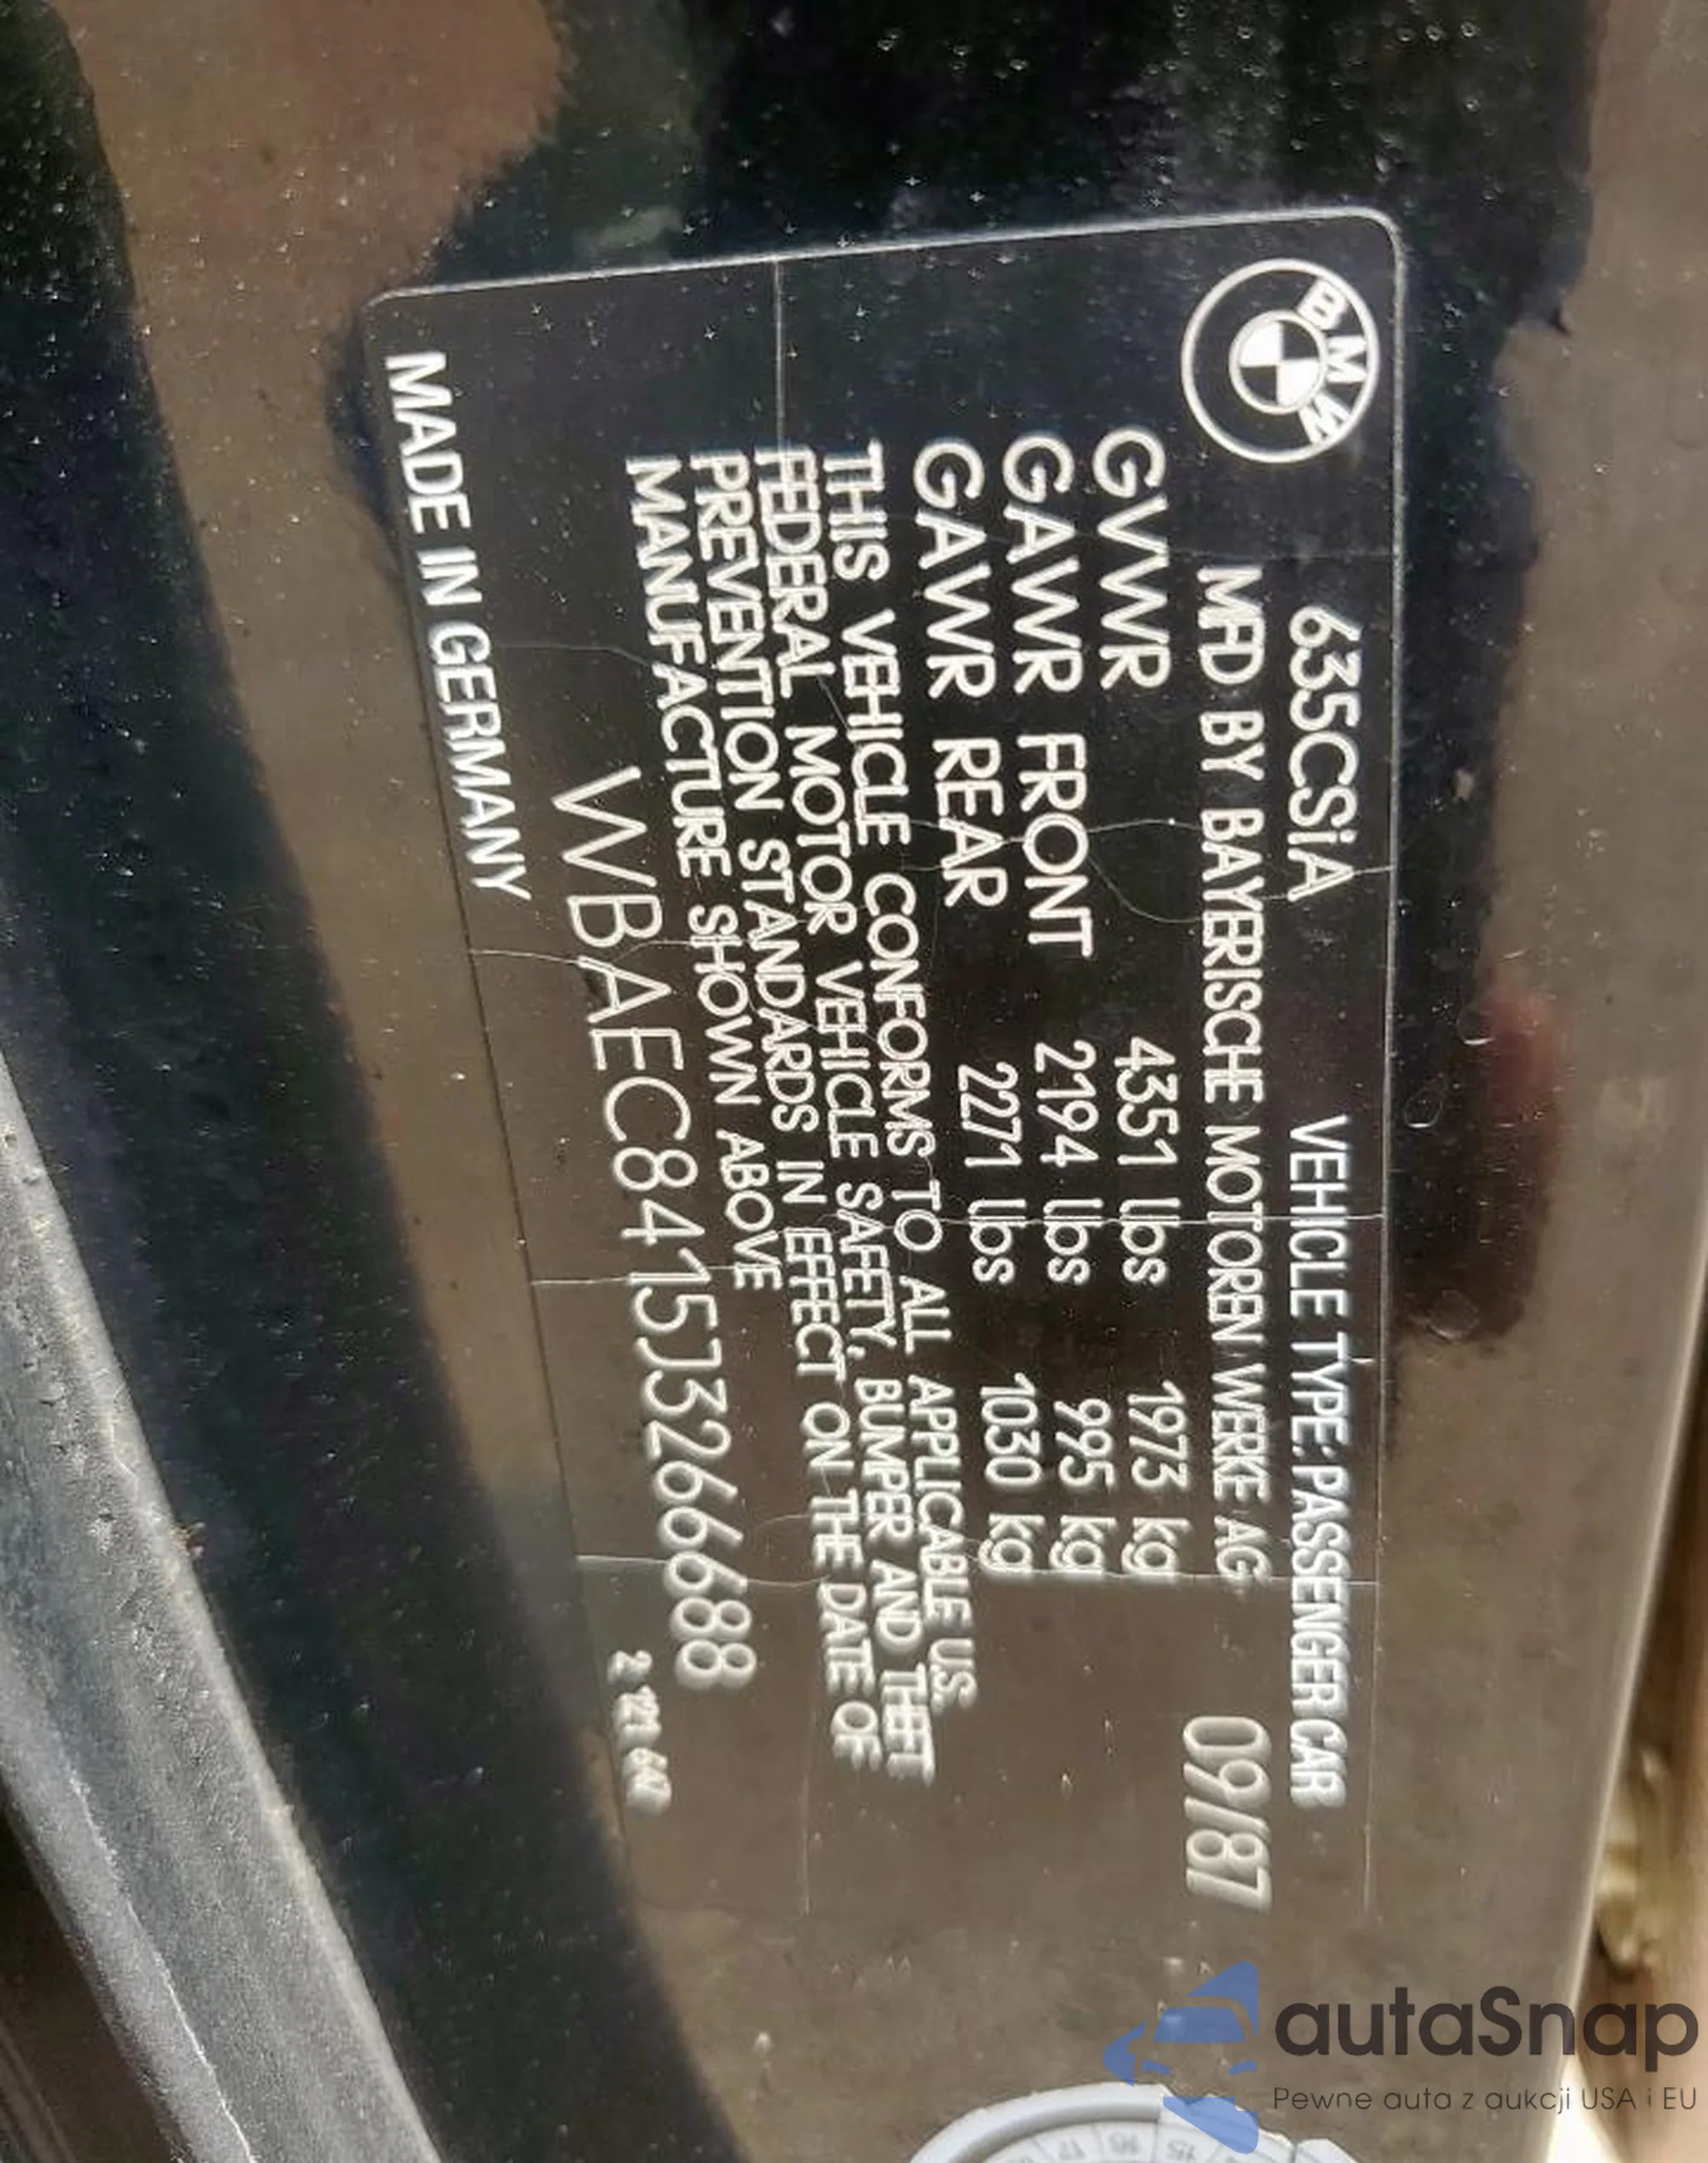 BMW
635CSiA VEHICLE TYPE: PASSENGER CAR
MFD BY BAYERISCHE MOTOREN WERKE AG 09/87
GVWR 4351 lbs 1973 kg
GAWR FRONT 2194 lbs 995 kg
GAWR REAR 2271 lbs 1030 kg
THIS VEHICLE CONFORMS TO ALL APPLICABLE U.S.
FEDERAL MOTOR VEHICLE SAFETY, BUMPER AND THEFT
PREVENTION STANDARDS IN EFFECT ON THE DATE OF
MANUFACTURE SHOWN ABOVE
WBAEC8415J3266688
MADE IN GERMANY
autaSnap
Pewne auta z aukcji USA i EU
17 16 15